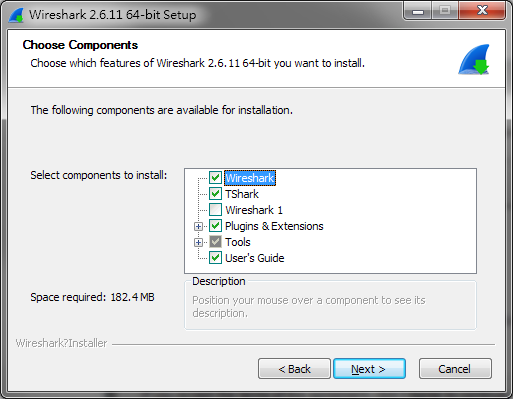 Wireshark 2.6.11 64-bit Setup
Choose Components
Choose which features of Wireshark 2.6.11 64-bit you want to install.
The following components are available for installation.
Select components to install:
Wireshark
TShark
Wireshark 1
Plugins & Extensions
Tools
User's Guide
Space required: 182.4 MB
Description
Position your mouse over a component to see its
description.
Wireshark?Installer
< Back
Next >
Cancel